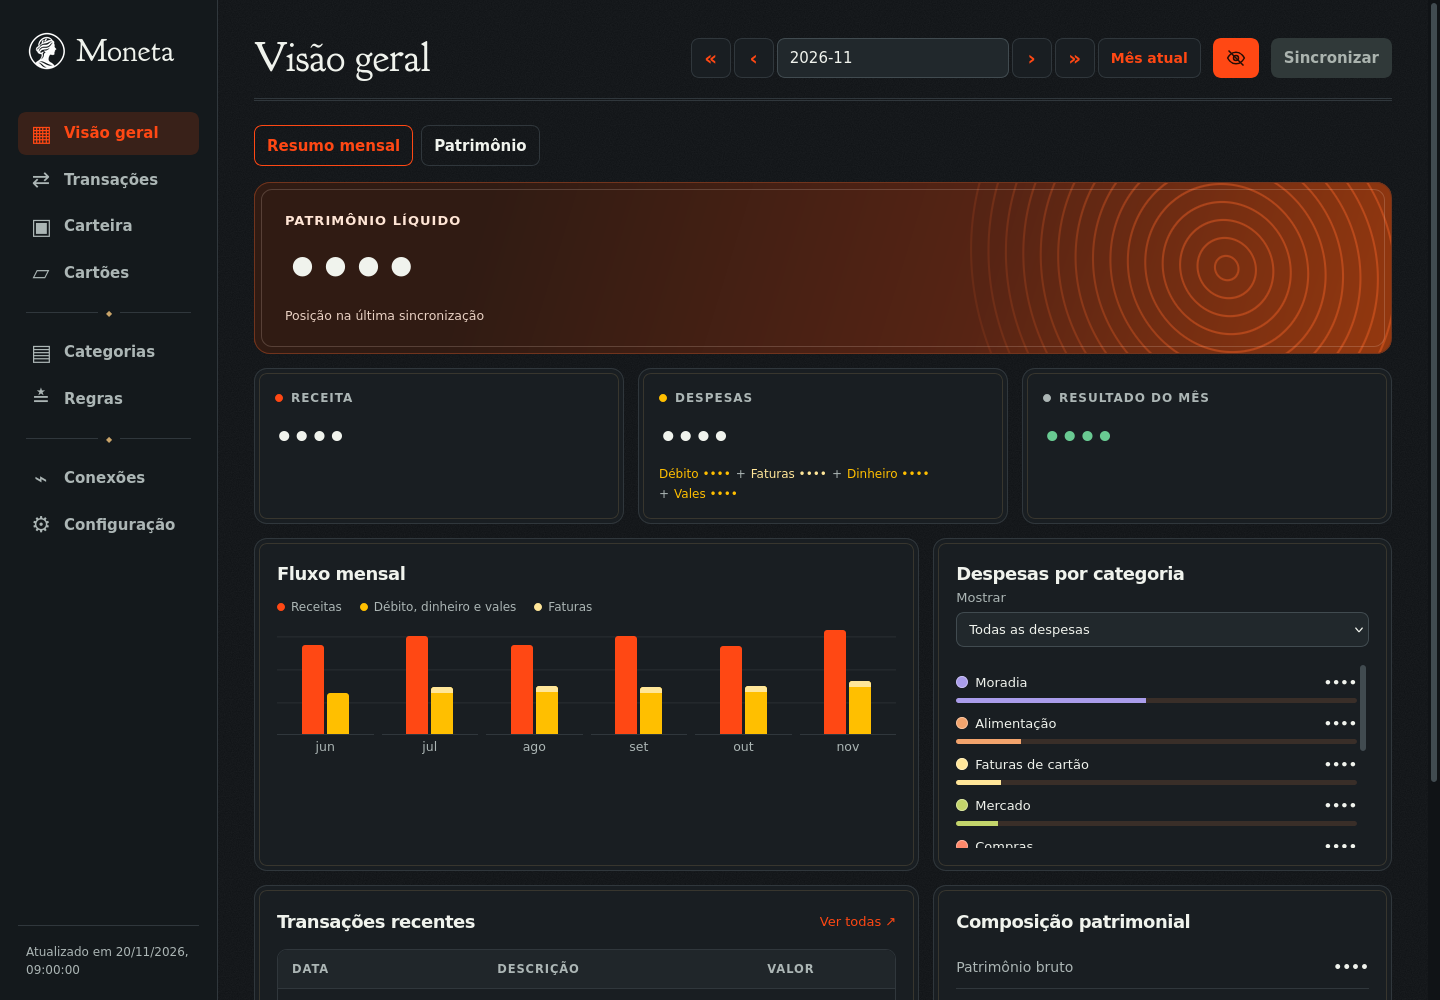 Moneta
Visão geral
Transações
Carteira
Cartões
Categorias
Regras
Conexões
Configuração
Atualizado em 20/11/2026,
09:00:00
Visão geral
« ‹ 2026-11 › » Mês atual Sincronizar
Resumo mensal Patrimônio
PATRIMÔNIO LÍQUIDO
••••
Posição na última sincronização
RECEITA
••••
DESPESAS
••••
Débito •••• + Faturas •••• + Dinheiro ••••
+ Vales ••••
RESULTADO DO MÊS
••••
Fluxo mensal
Receitas Débito, dinheiro e vales Faturas
jun jul ago set out nov
Despesas por categoria
Mostrar
Todas as despesas
Moradia ••••
Alimentação ••••
Faturas de cartão ••••
Mercado ••••
Compras ••••
Transações recentes Ver todas ↗
DATA DESCRIÇÃO VALOR
Composição patrimonial
Patrimônio bruto ••••